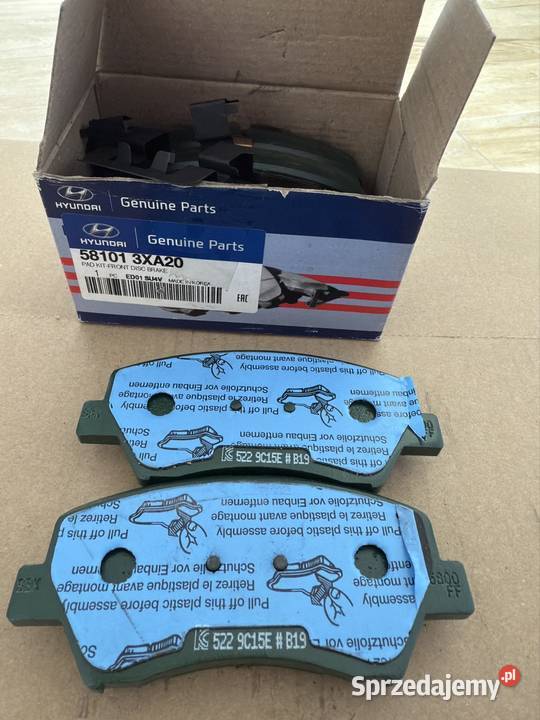 HYUNDAI
Genuine Parts
HYUNDAI
Genuine Parts
58101 3XA20
PAD KIT-FRONT DISC BRAKE
1 PC ED01 SU4V MADE IN KOREA
EAC
Pull off this plastic before assembly
Retirez le plastique avant montage
Schutzfolie vor Einbau entfernen
522 9C15E # B19
Pull off this plastic before assembly
Retirez le plastique avant montage
Schutzfolie vor Einbau entfernen
FF
522 9C15E # B19
Sprzedajemy.pl